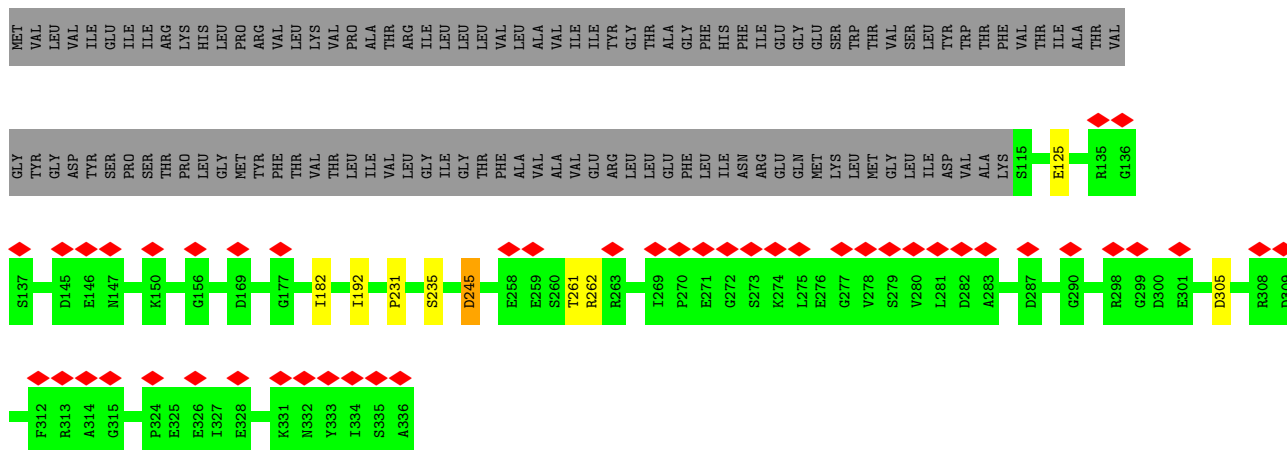 MET VAL LEU VAL ILE GLU ILE ILE ARG LYS HIS LEU PRO ARG VAL LEU LYS VAL PRO ALA THR ARG ILE LEU LEU LEU VAL LEU ALA VAL ILE ILE TYR GLY THR ALA GLY PHE HIS PHE ILE GLU GLY GLU SER TRP THR VAL SER LEU TYR TRP THR PHE VAL THR ILE ALA THR VAL
GLY TYR GLY ASP TYR SER PRO SER THR PRO LEU GLY MET TYR PHE THR VAL THR LEU ILE VAL LEU GLY ILE GLY THR PHE ALA VAL ALA VAL GLU ARG LEU LEU GLU PHE LEU ILE ASN ARG GLU GLN MET LYS LEU MET GLY LEU ILE ASP VAL ALA LYS S115 E125 R135 G136
S137 D145 E146 N147 K150 G156 D169 G177 I182 I192 P231 S235 D245 E258 E259 S260 T261 R262 R263 I269 P270 E271 G272 S273 K274 L275 E276 G277 V278 S279 V280 L281 D282 A283 D287 G290 R298 G299 D300 E301 D305 R308
F312 R313 A314 G315 P324 E325 E326 I327 E328 K331 N332 Y333 I334 S335 A336